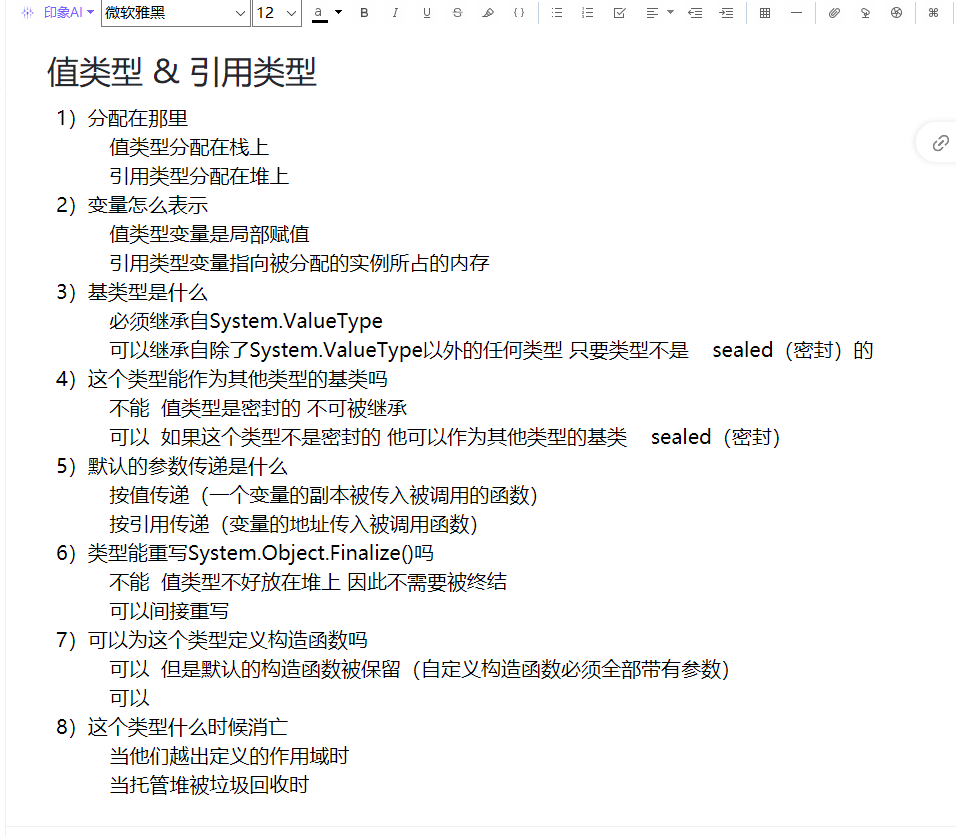 印象AI 微软雅黑 12 a B I U S
值类型 & 引用类型
1）分配在那里
值类型分配在栈上
引用类型分配在堆上
2）变量怎么表示
值类型变量是局部赋值
引用类型变量指向被分配的实例所占的内存
3）基类型是什么
必须继承自System.ValueType
可以继承自除了System.ValueType以外的任何类型 只要类型不是 sealed（密封）的
4）这个类型能作为其他类型的基类吗
不能 值类型是密封的 不可被继承
可以 如果这个类型不是密封的 他可以作为其他类型的基类 sealed（密封）
5）默认的参数传递是什么
按值传递（一个变量的副本被传入被调用的函数）
按引用传递（变量的地址传入被调用函数）
6）类型能重写System.Object.Finalize()吗
不能 值类型不好放在堆上 因此不需要被终结
可以间接重写
7）可以为这个类型定义构造函数吗
可以 但是默认的构造函数被保留（自定义构造函数必须全部带有参数）
可以
8）这个类型什么时候消亡
当他们越出定义的作用域时
当托管堆被垃圾回收时